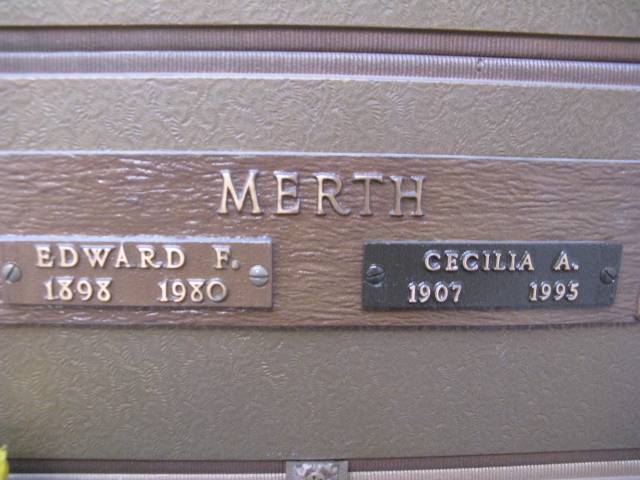 MERTH
EDWARD F.
1898 1980
CECILIA A.
1907 1995